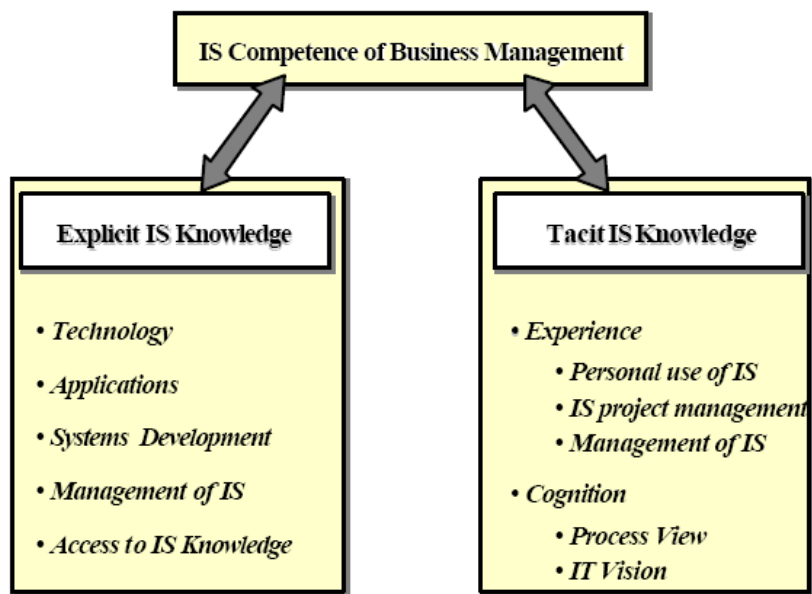 IS Competence of Business Management
Explicit IS Knowledge
• Technology
• Applications
• Systems Development
• Management of IS
• Access to IS Knowledge
Tacit IS Knowledge
• Experience
• Personal use of IS
• IS project management
• Management of IS
• Cognition
• Process View
• IT Vision